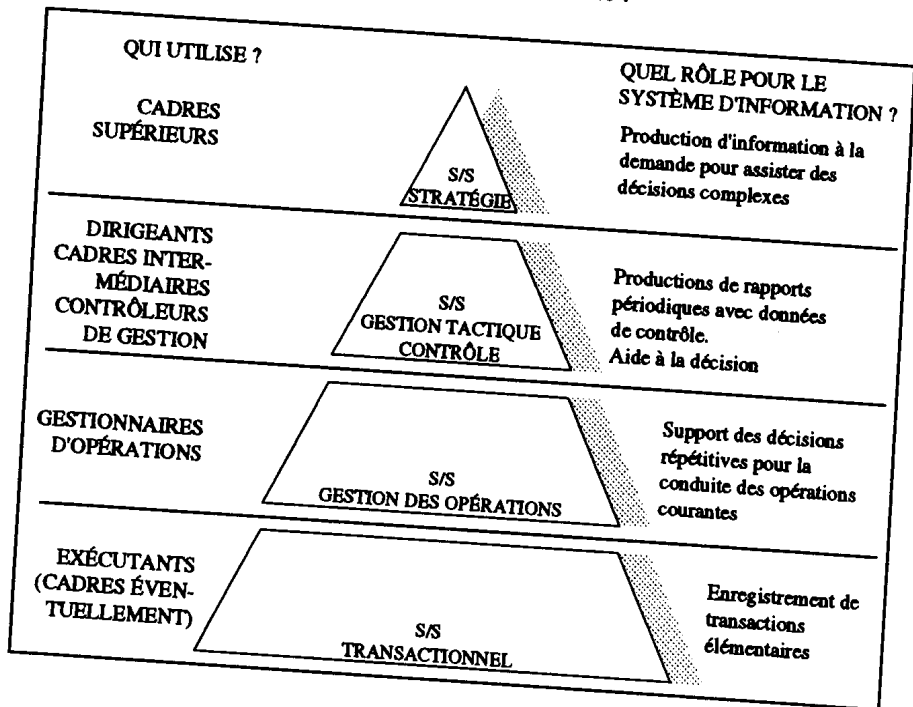 QUI UTILISE ?
QUEL RÔLE POUR LE
SYSTÈME D'INFORMATION ?
CADRES
SUPÉRIEURS
S/S
STRATÉGIE
Production d'information à la
demande pour assister des
décisions complexes
DIRIGEANTS
CADRES INTER-
MÉDIAIRES
CONTRÔLEURS
DE GESTION
S/S
GESTION TACTIQUE
CONTRÔLE
Productions de rapports
périodiques avec données
de contrôle.
Aide à la décision
GESTIONNAIRES
D'OPÉRATIONS
S/S
GESTION DES OPÉRATIONS
Support des décisions
répétitives pour la
conduite des opérations
courantes
EXÉCUTANTS
(CADRES ÉVEN-
TUELLEMENT)
S/S
TRANSACTIONNEL
Enregistrement de
transactions
élémentaires